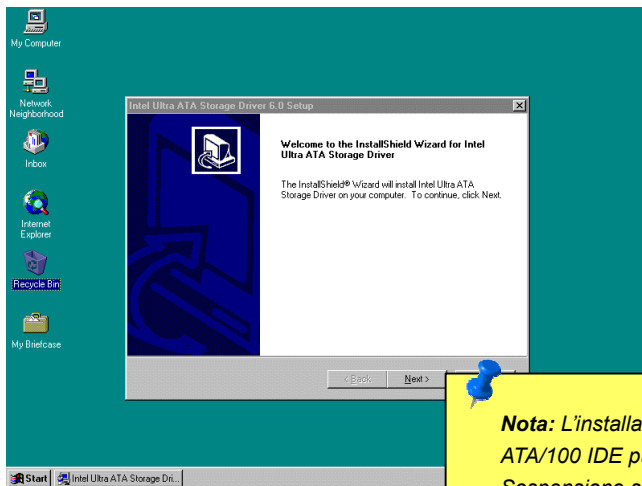 My Computer
Network
Neighborhood
Inbox
Internet
Explorer
Recycle Bin
My Briefcase
Intel Ultra ATA Storage Driver 6.0 Setup
Welcome to the InstallShield Wizard for Intel
Ultra ATA Storage Driver
The InstallShield® Wizard will install Intel Ultra ATA
Storage Driver on your computer. To continue, click Next.
< Back
Next >
Nota: L'installa
ATA/100 IDE p
Start
Intel Ultra ATA Storage Dri...